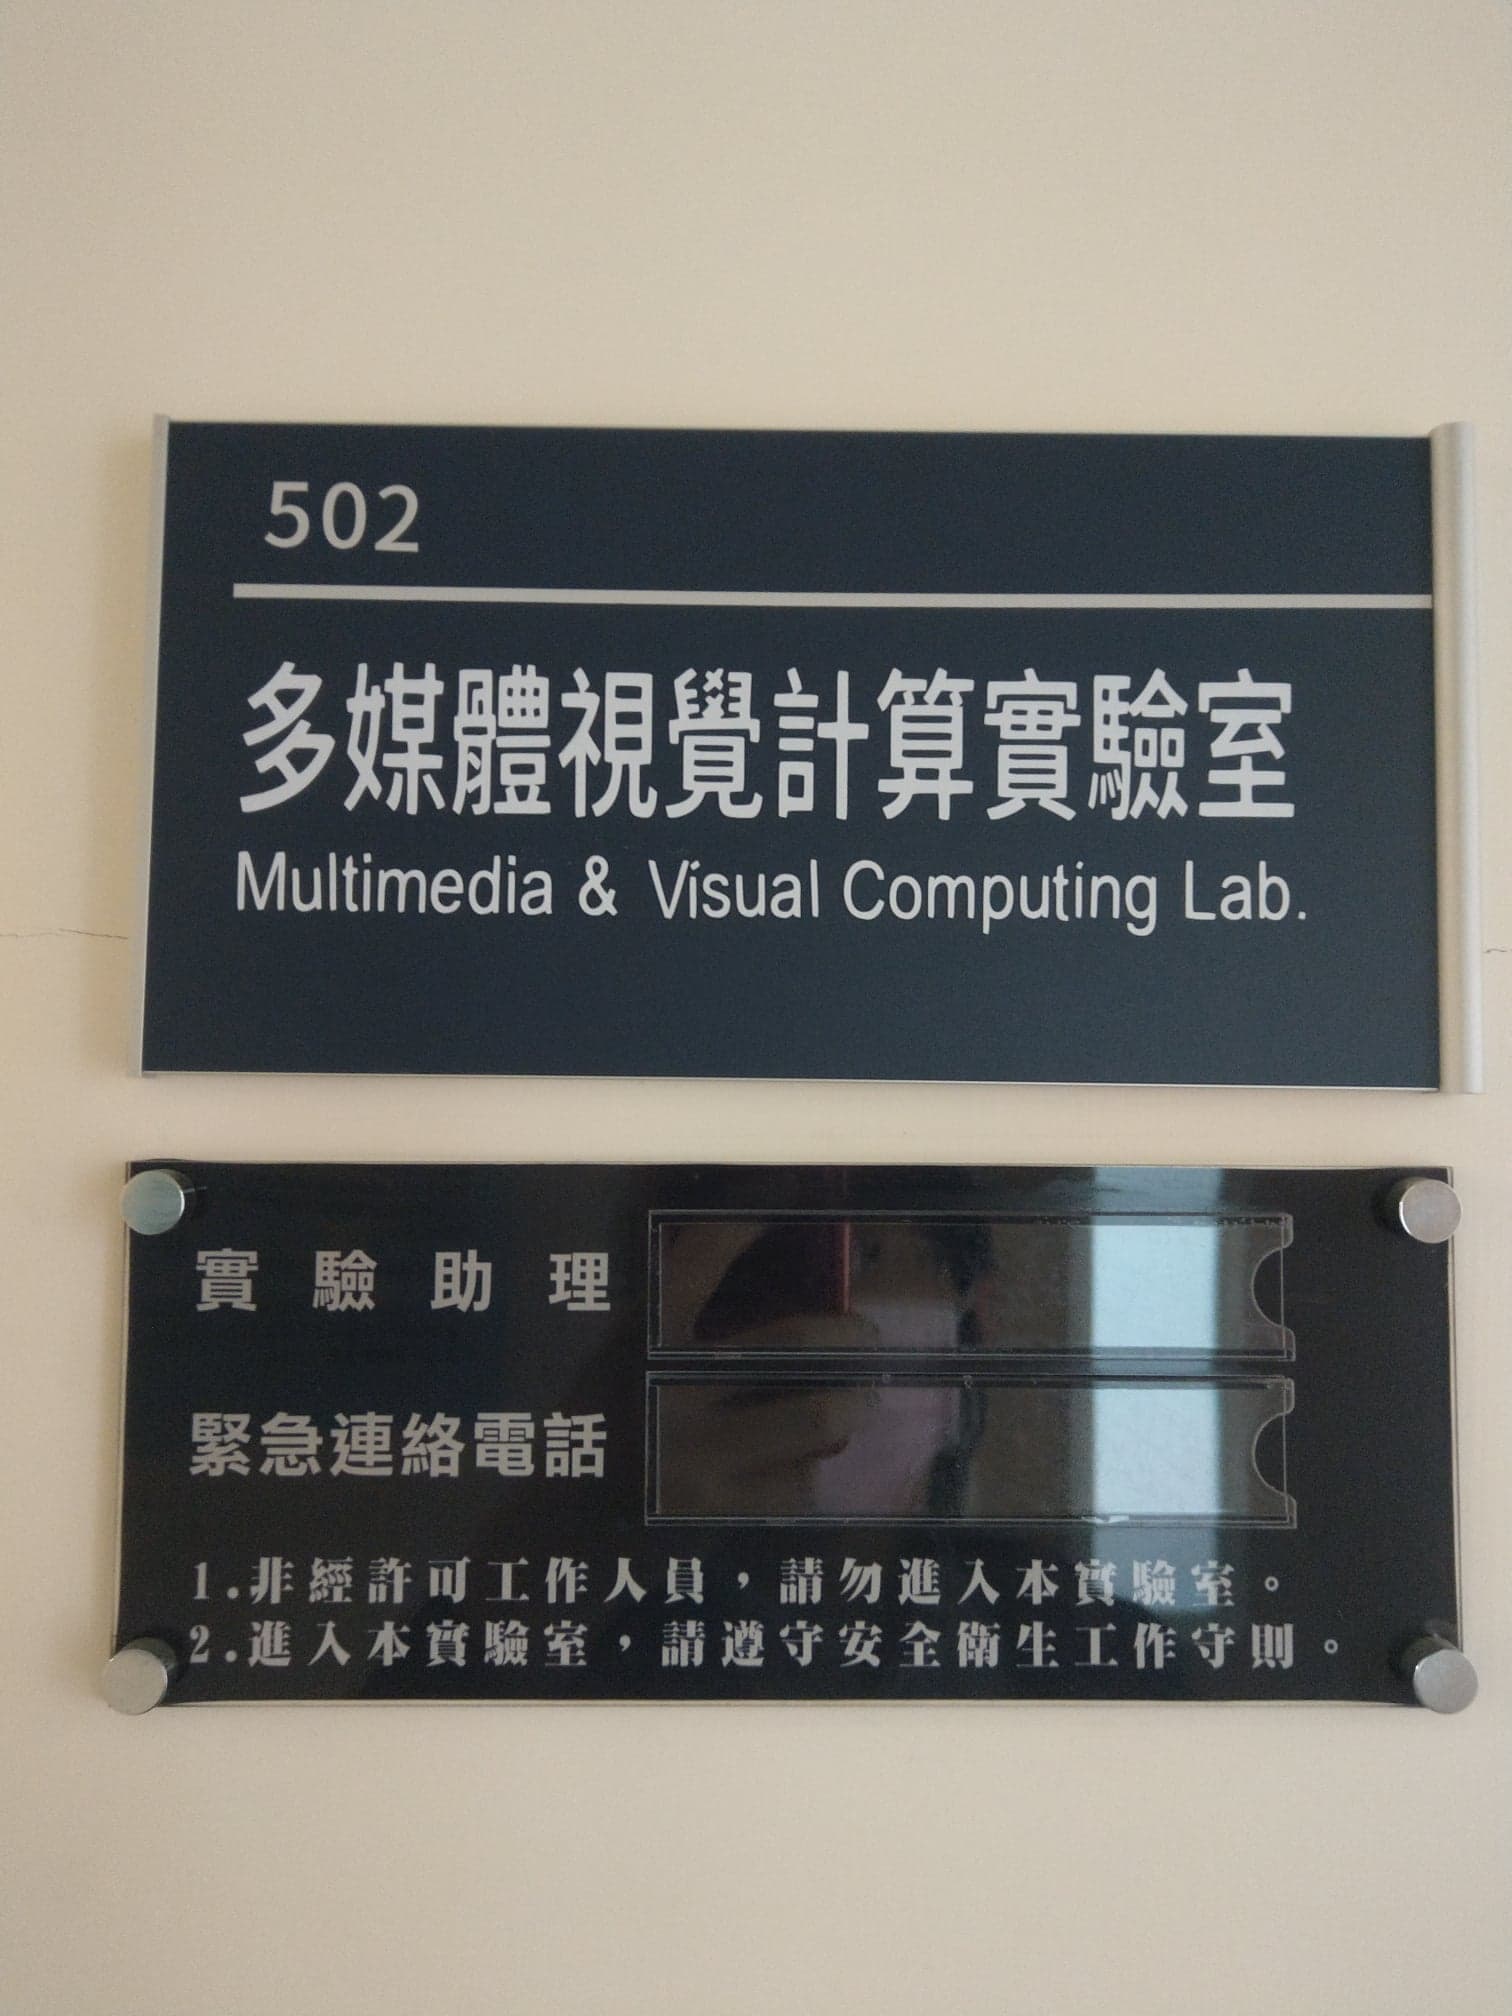 502
多媒體視覺計算實驗室
Multimedia & Visual Computing Lab.
實驗助理
緊急連絡電話
1.非經許可工作人員，請勿進入本實驗室。
2.進入本實驗室，請遵守安全衛生工作守則。